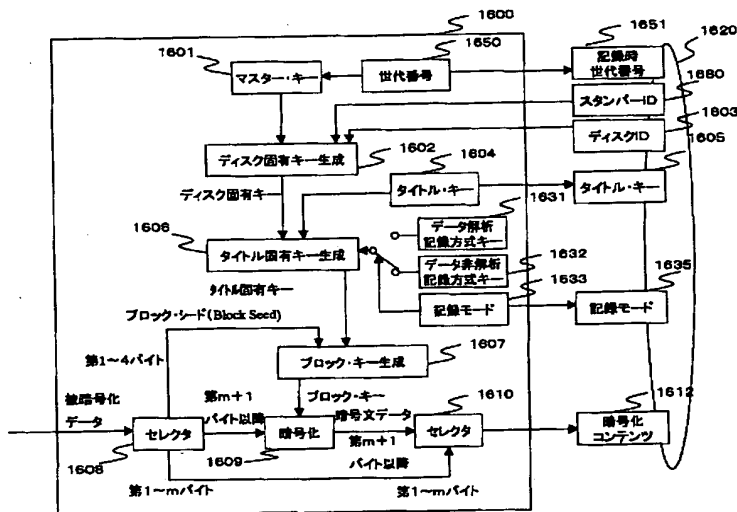 1600
1650
1651
1620
1601
マスター・キー
世代番号
記録時
世代番号
1680
スタンパーID
1603
ディスクID
1602
1604
1605
ディスク固有キー生成
ディスク固有キー
タイトル・キー
タイトル・キー
1631
データ解析
記録方式キー
1606
タイトル固有キー生成
1632
データ非解析
記録方式キー
1633
1635
タイトル固有キー
記録モード
記録モード
ブロック・シード(Block Seed)
第1~4バイト
ブロック・キー生成
1607
ブロック・キー
1610
1612
被暗号化
データ
第m+1
バイト以降
暗号文データ
セレクタ
暗号化
第m+1
バイト以降
セレクタ
暗号化
コンテンツ
1608
1609
第1~mバイト
第1~mバイト